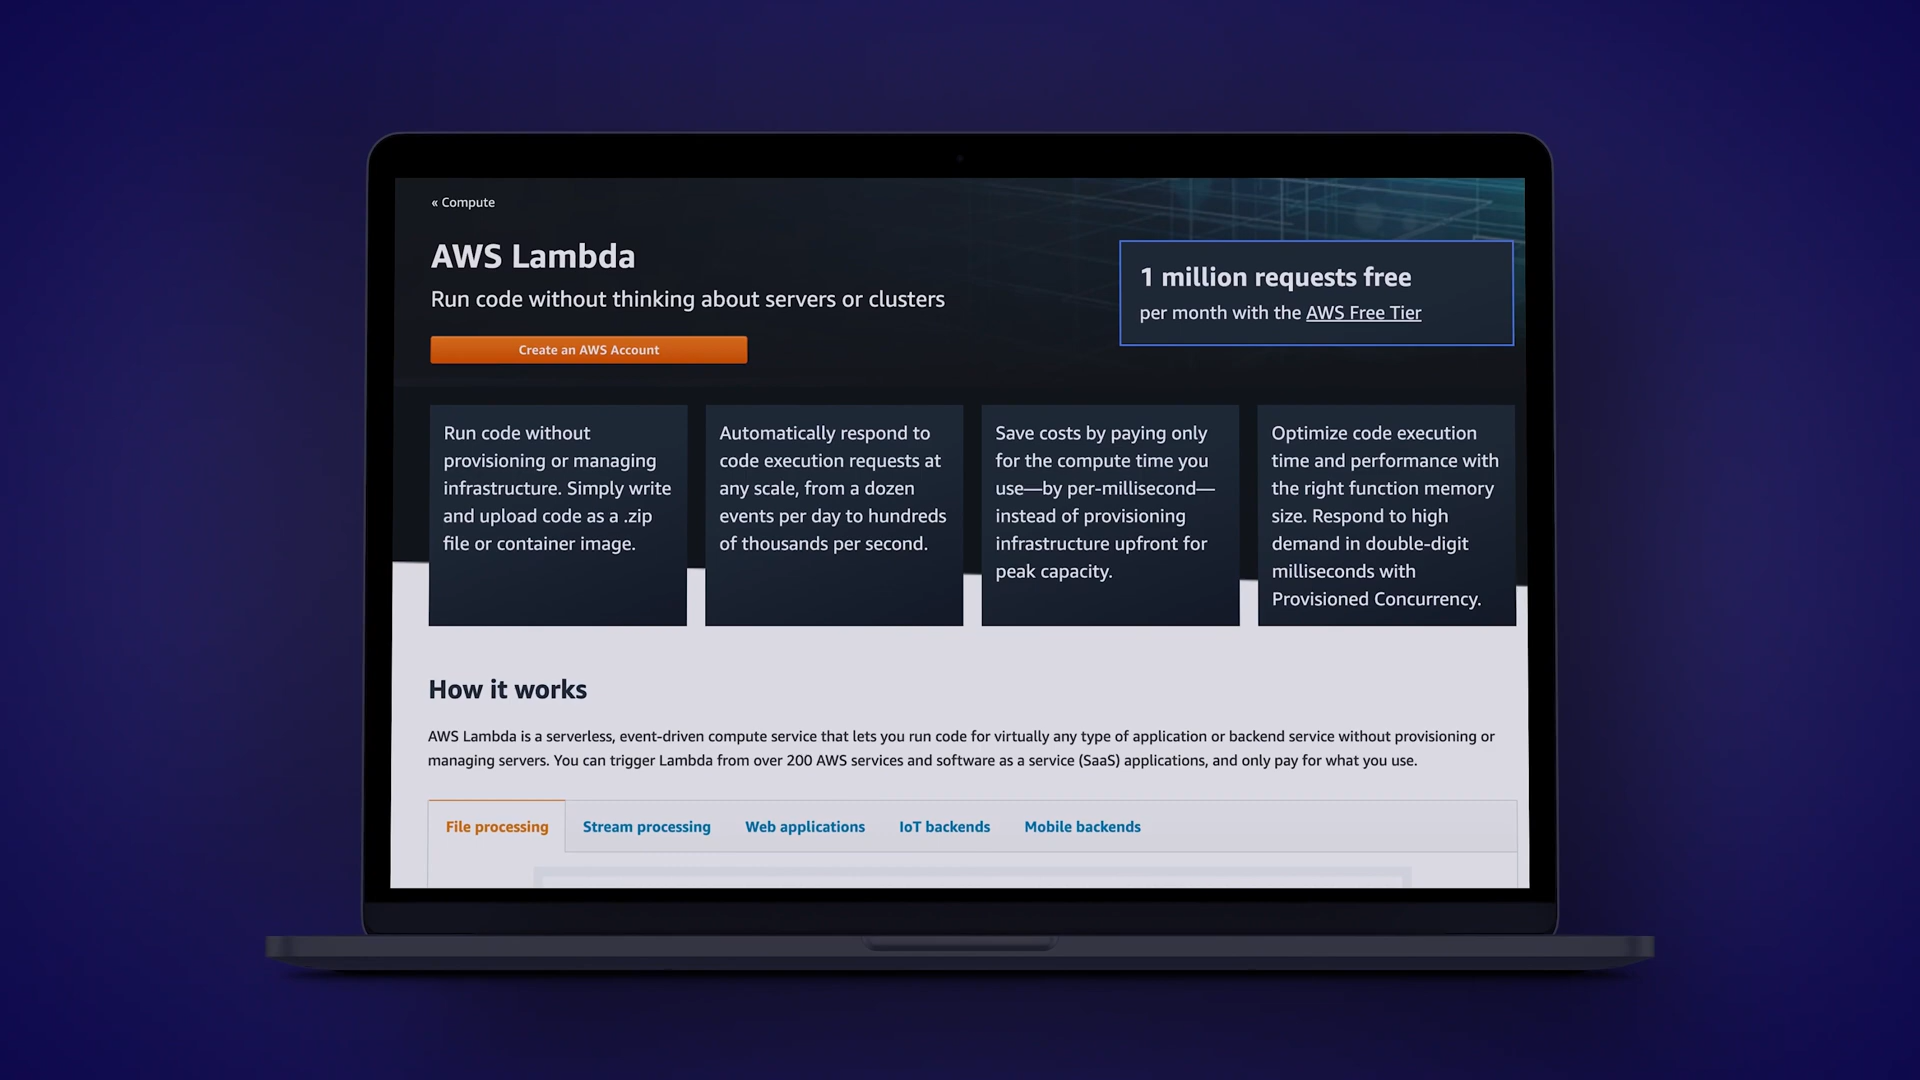 « Compute
AWS Lambda
Run code without thinking about servers or clusters
Create an AWS Account
1 million requests free
per month with the AWS Free Tier
Run code without
provisioning or managing
infrastructure. Simply write
and upload code as a .zip
file or container image.
Automatically respond to
code execution requests at
any scale, from a dozen
events per day to hundreds
of thousands per second.
Save costs by paying only
for the compute time you
use—by per-millisecond—
instead of provisioning
infrastructure upfront for
peak capacity.
Optimize code execution
time and performance with
the right function memory
size. Respond to high
demand in double-digit
milliseconds with
Provisioned Concurrency.
How it works
AWS Lambda is a serverless, event-driven compute service that lets you run code for virtually any type of application or backend service without provisioning or
managing servers. You can trigger Lambda from over 200 AWS services and software as a service (SaaS) applications, and only pay for what you use.
File processing
Stream processing
Web applications
IoT backends
Mobile backends